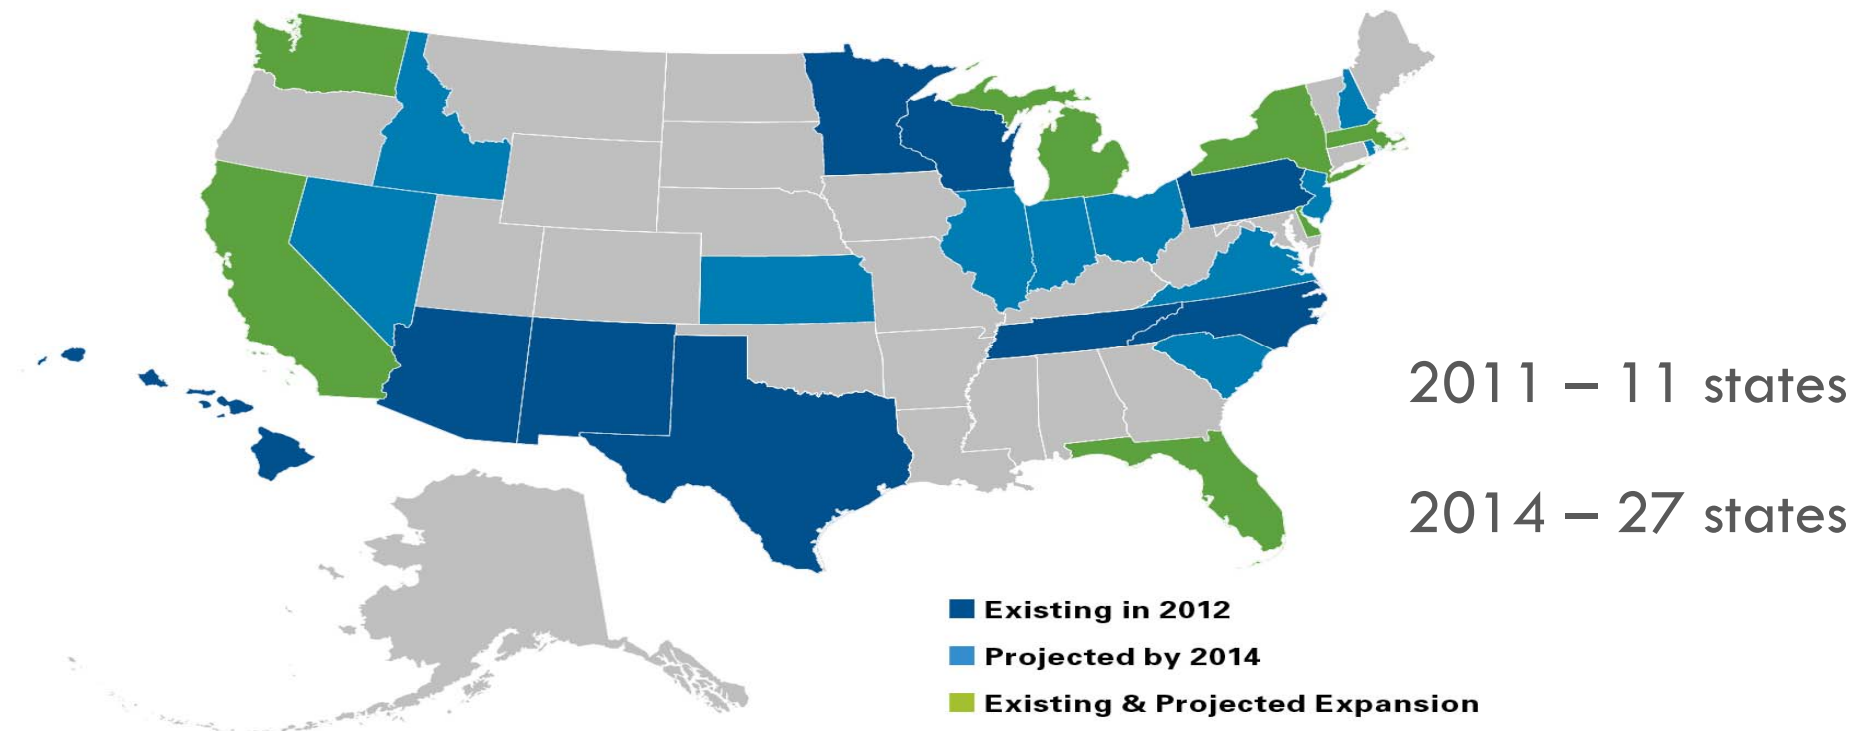 2011 – 11 states
2014 – 27 states
Existing in 2012
Projected by 2014
Existing & Projected Expansion